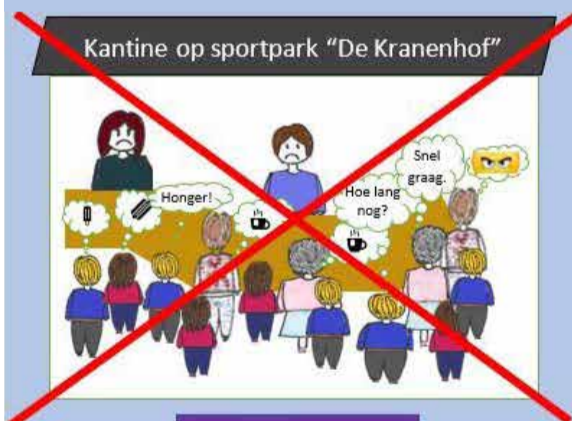 Kantine op sportpark “De Kranenhof”
Snel
graag.
Honger!
Hoe lang
nog?